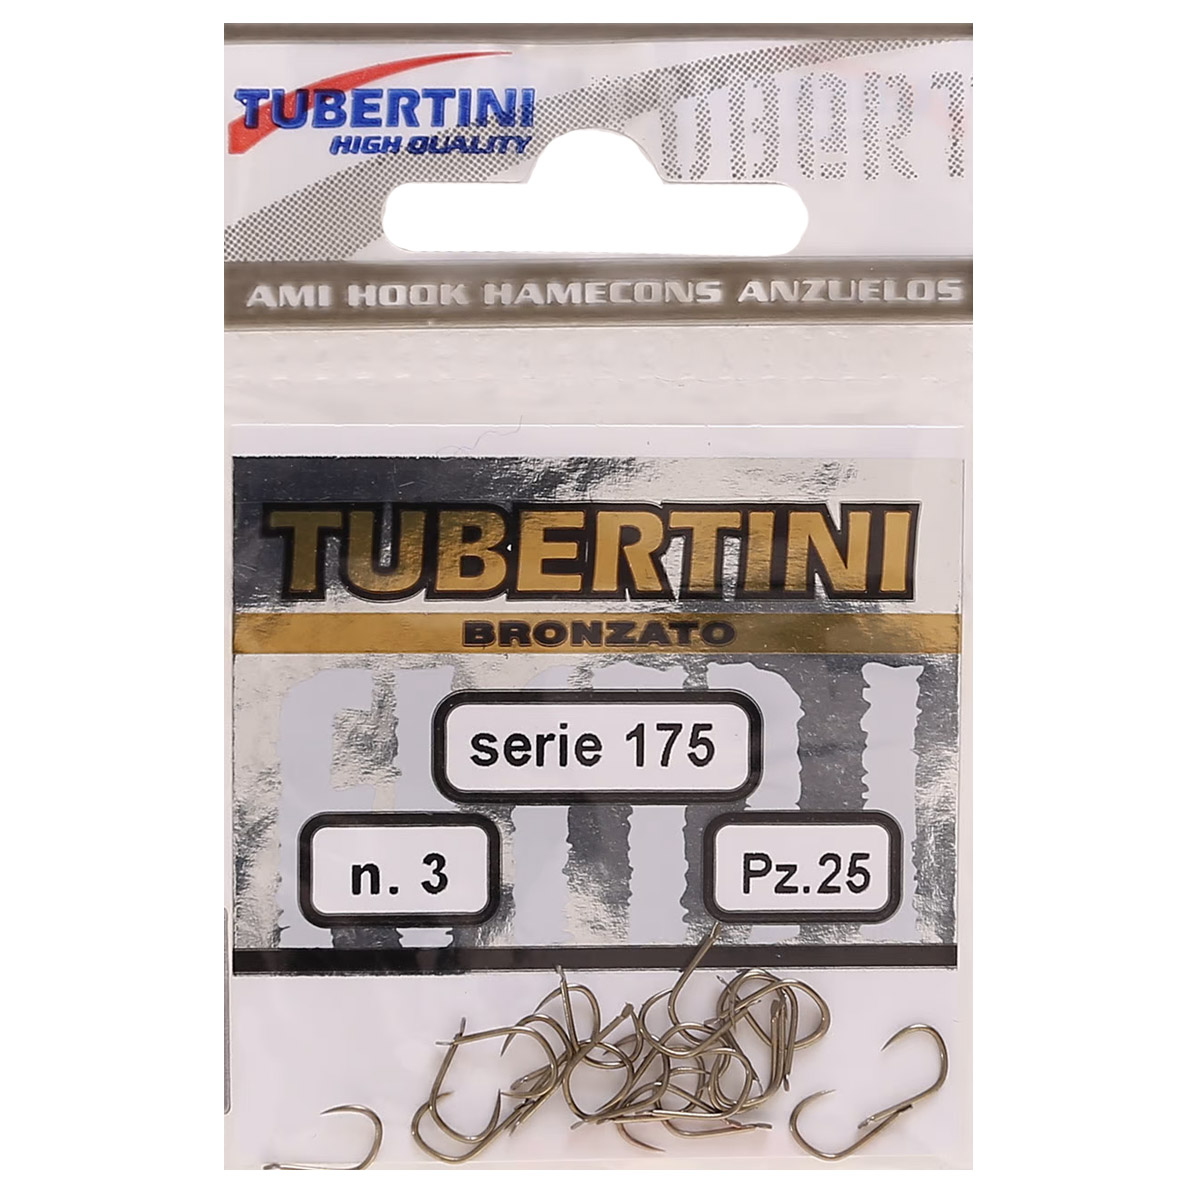 TUBERTINI
HIGH QUALITY
AMI HOOK HAMECONS ANZUELOS
TUBERTINI
BRONZATO
serie 175
n. 3
Pz.25